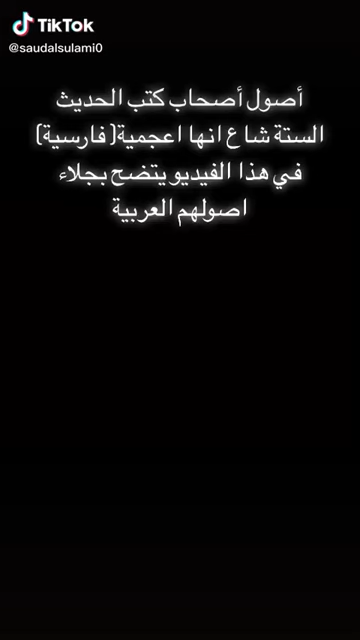 TikTok
@saudalsulami0
أصول أصحاب كتب الحديث
الستة شاع انها اعجمية(فارسية)
في هذا الفيديو يتضح بجلاء
اصولهم العربية